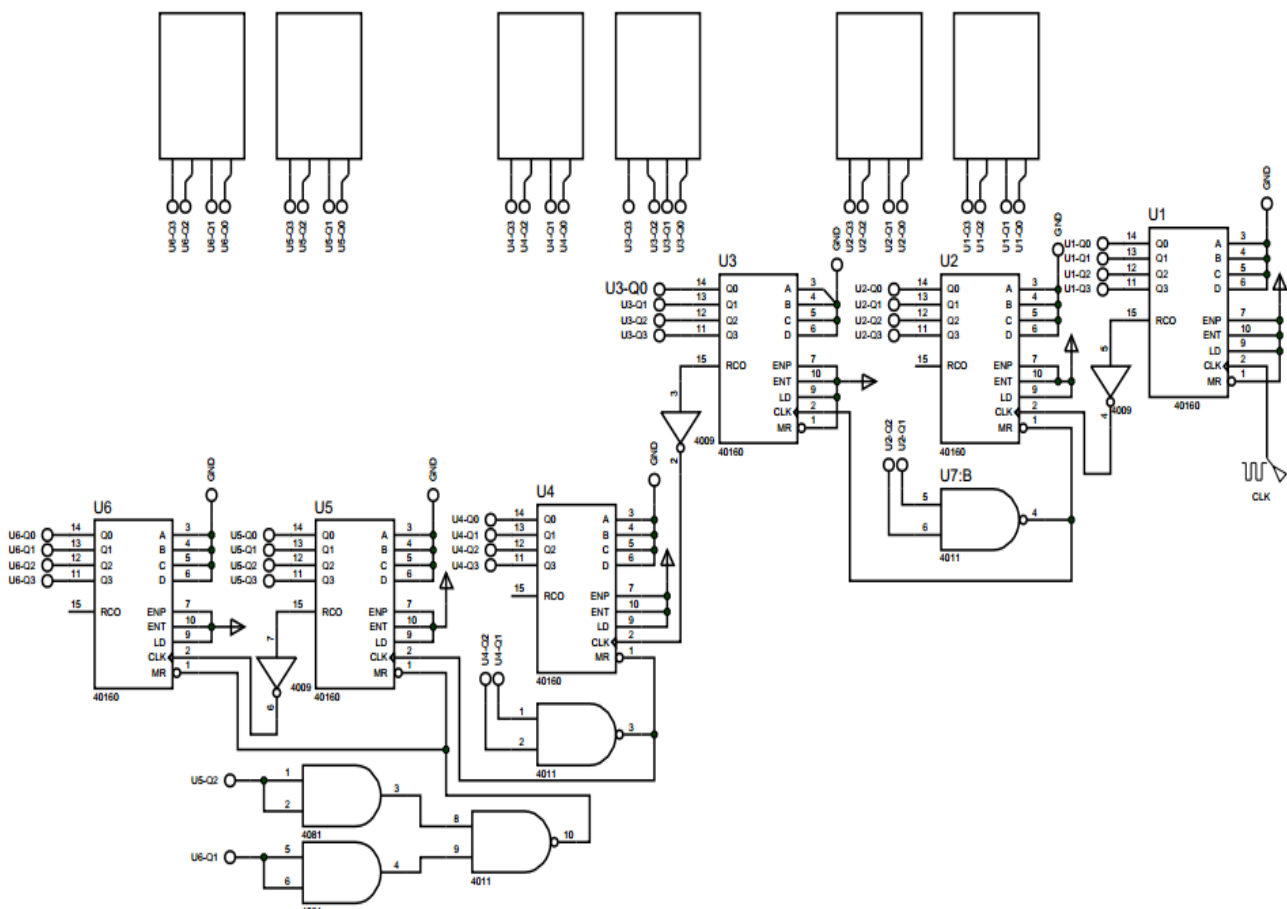 U6-Q3 U6-Q2 U6-Q1 U6-Q0
U5-Q3 U5-Q2 U5-Q1 U5-Q0
U4-Q3 U4-Q2 U4-Q1 U4-Q0
U3-Q3 U3-Q2 U3-Q1 U3-Q0
U2-Q3 U2-Q2 U2-Q1 U2-Q0
U1-Q3 U1-Q2 U1-Q1 U1-Q0
GND
U1
U1-Q0 14 Q0 A 3
U1-Q1 13 Q1 B 4
U1-Q2 12 Q2 C 5
U1-Q3 11 Q3 D 6
15 RCO ENP 7
ENT 10
LD 9
CLK 2
MR 1
40160
5
4
4009
CLK
GND
U2
U2-Q0 14 Q0 A 3
U2-Q1 13 Q1 B 4
U2-Q2 12 Q2 C 5
U2-Q3 11 Q3 D 6
15 RCO ENP 7
ENT 10
LD 9
CLK 2
MR 1
40160
U2-Q2 U2-Q1
U7:B
5
6
4
4011
GND
U3
U3-Q0 14 Q0 A 3
U3-Q1 13 Q1 B 4
U3-Q2 12 Q2 C 5
U3-Q3 11 Q3 D 6
15 RCO ENP 7
ENT 10
LD 9
CLK 2
MR 1
40160
3
2
4009
GND
U4
U4-Q0 14 Q0 A 3
U4-Q1 13 Q1 B 4
U4-Q2 12 Q2 C 5
U4-Q3 11 Q3 D 6
15 RCO ENP 7
ENT 10
LD 9
CLK 2
MR 1
40160
U4-Q2 U4-Q1
1
2
3
4011
GND
U5
U5-Q0 14 Q0 A 3
U5-Q1 13 Q1 B 4
U5-Q2 12 Q2 C 5
U5-Q3 11 Q3 D 6
15 RCO ENP 7
ENT 10
LD 9
CLK 2
MR 1
40160
7
6
4009
GND
U6
U6-Q0 14 Q0 A 3
U6-Q1 13 Q1 B 4
U6-Q2 12 Q2 C 5
U6-Q3 11 Q3 D 6
15 RCO ENP 7
ENT 10
LD 9
CLK 2
MR 1
40160
U5-Q2 1
2
3
4081
U6-Q1 5
6
4
8
9
10
4011